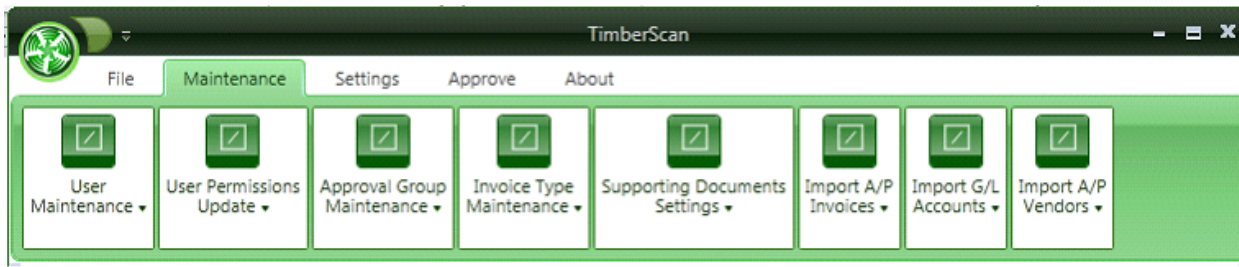 TimberScan
File Maintenance Settings Approve About
User Maintenance
User Permissions Update
Approval Group Maintenance
Invoice Type Maintenance
Supporting Documents Settings
Import A/P Invoices
Import G/L Accounts
Import A/P Vendors